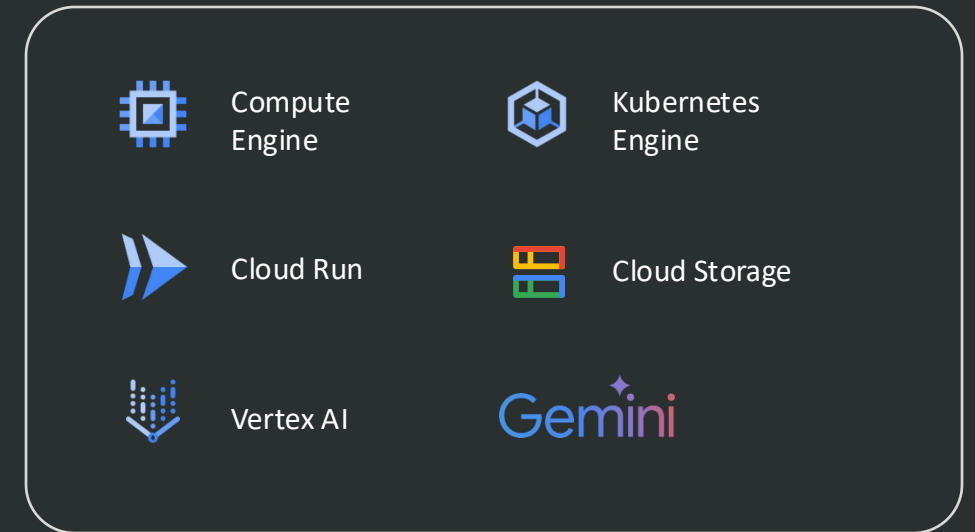 Compute
Engine
Kubernetes
Engine
Cloud Run
Cloud Storage
Vertex AI
Gemini